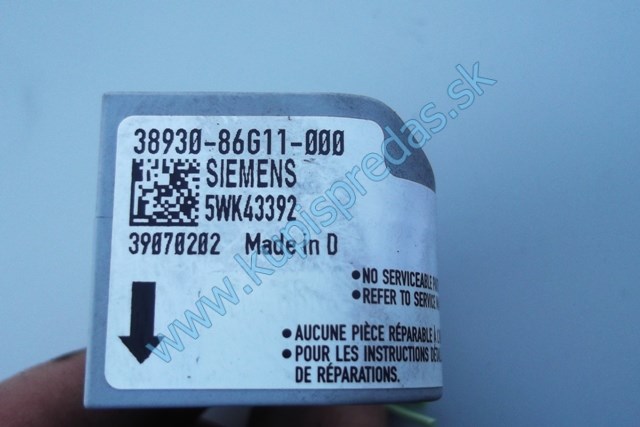 38930-86G11-000
SIEMENS
5WK43392
39070202 Made in D
•NO SERVICEABLE
•REFER TO SERVICE
•AUCUNE PIÈCE RÉPARABLE À
•POUR LES INSTRUCTIONS
DE RÉPARATIONS.
www.kupispredas.sk